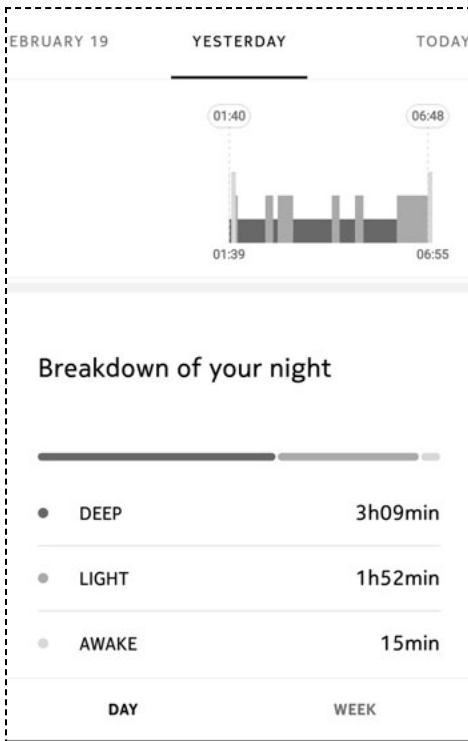 EBRUARY 19 YESTERDAY TODAY
01:40 06:48
01:39 06:55
Breakdown of your night
DEEP 3h09min
LIGHT 1h52min
AWAKE 15min
DAY WEEK